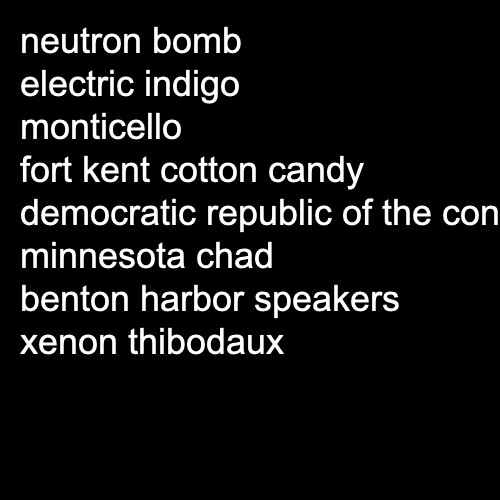 neutron bomb
electric indigo
monticello
fort kent cotton candy
democratic republic of the con
minnesota chad
benton harbor speakers
xenon thibodaux